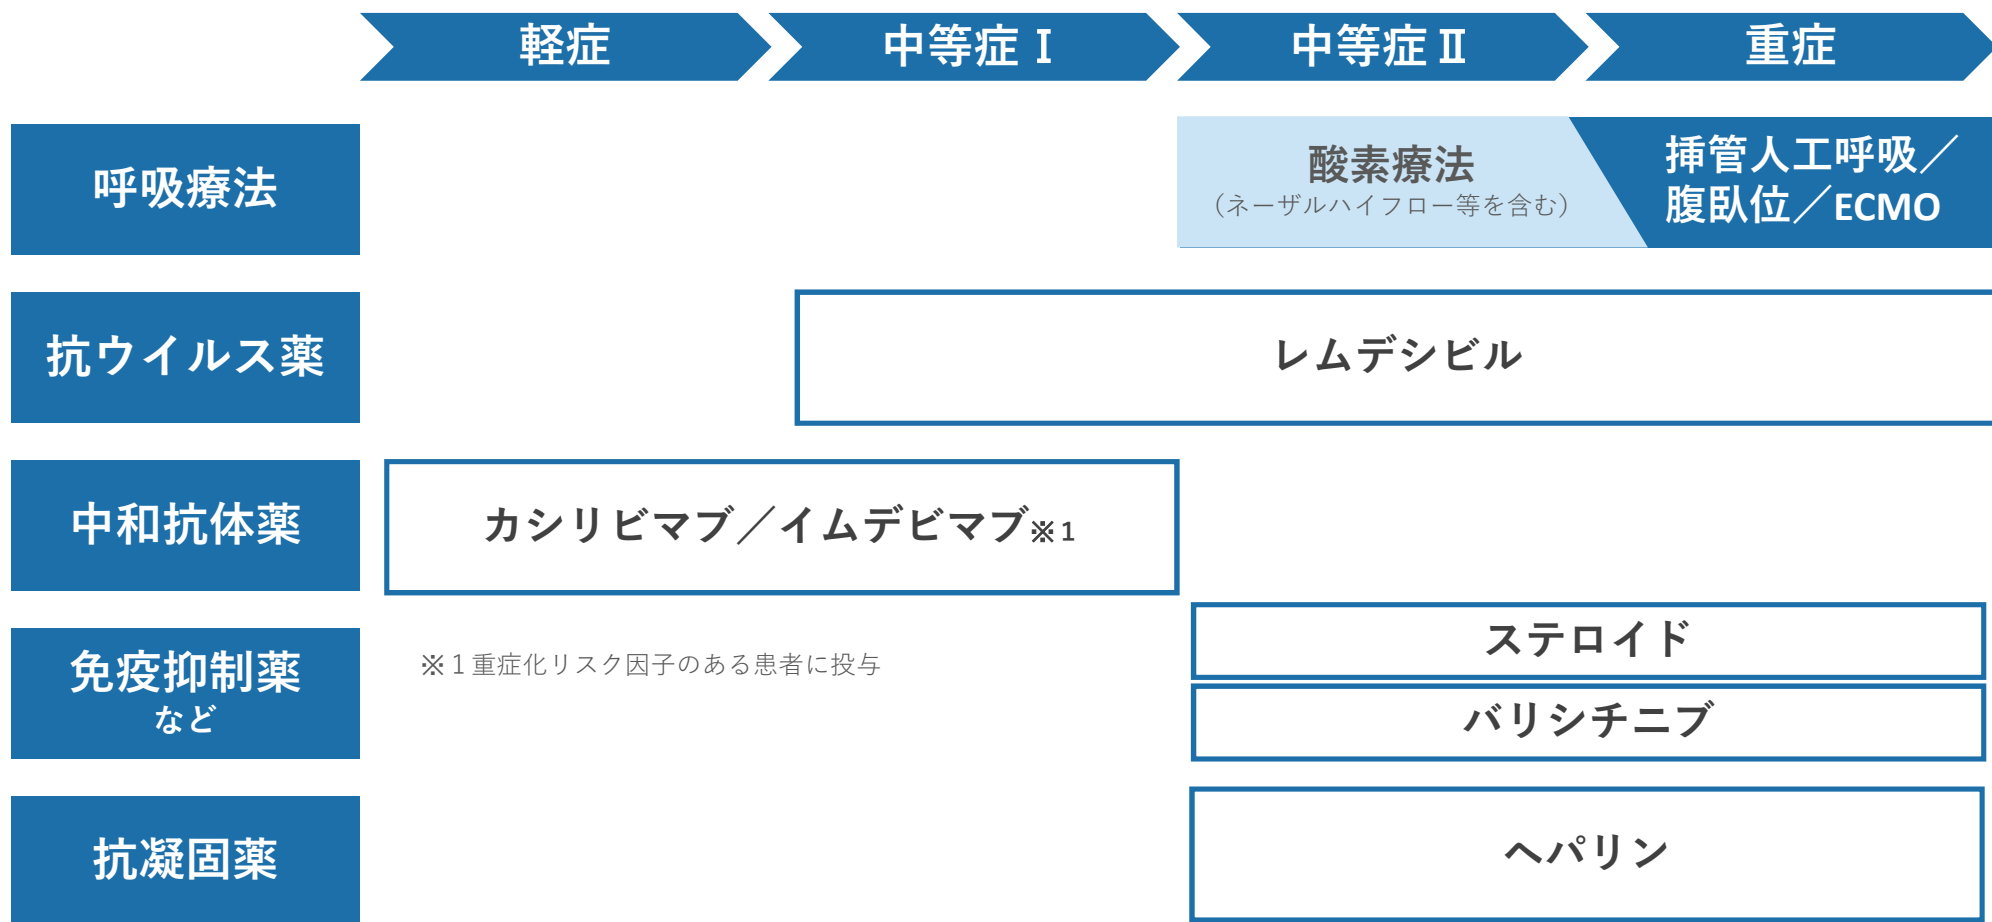 軽症
中等症Ⅰ
中等症Ⅱ
重症
呼吸療法
酸素療法
（ネーザルハイフロー等を含む）
挿管人工呼吸／
腹臥位／ECMO
抗ウイルス薬
レムデシビル
中和抗体薬
カシリビマブ／イムデビマブ※1
免疫抑制薬
など
※１重症化リスク因子のある患者に投与
ステロイド
バリシチニブ
抗凝固薬
ヘパリン